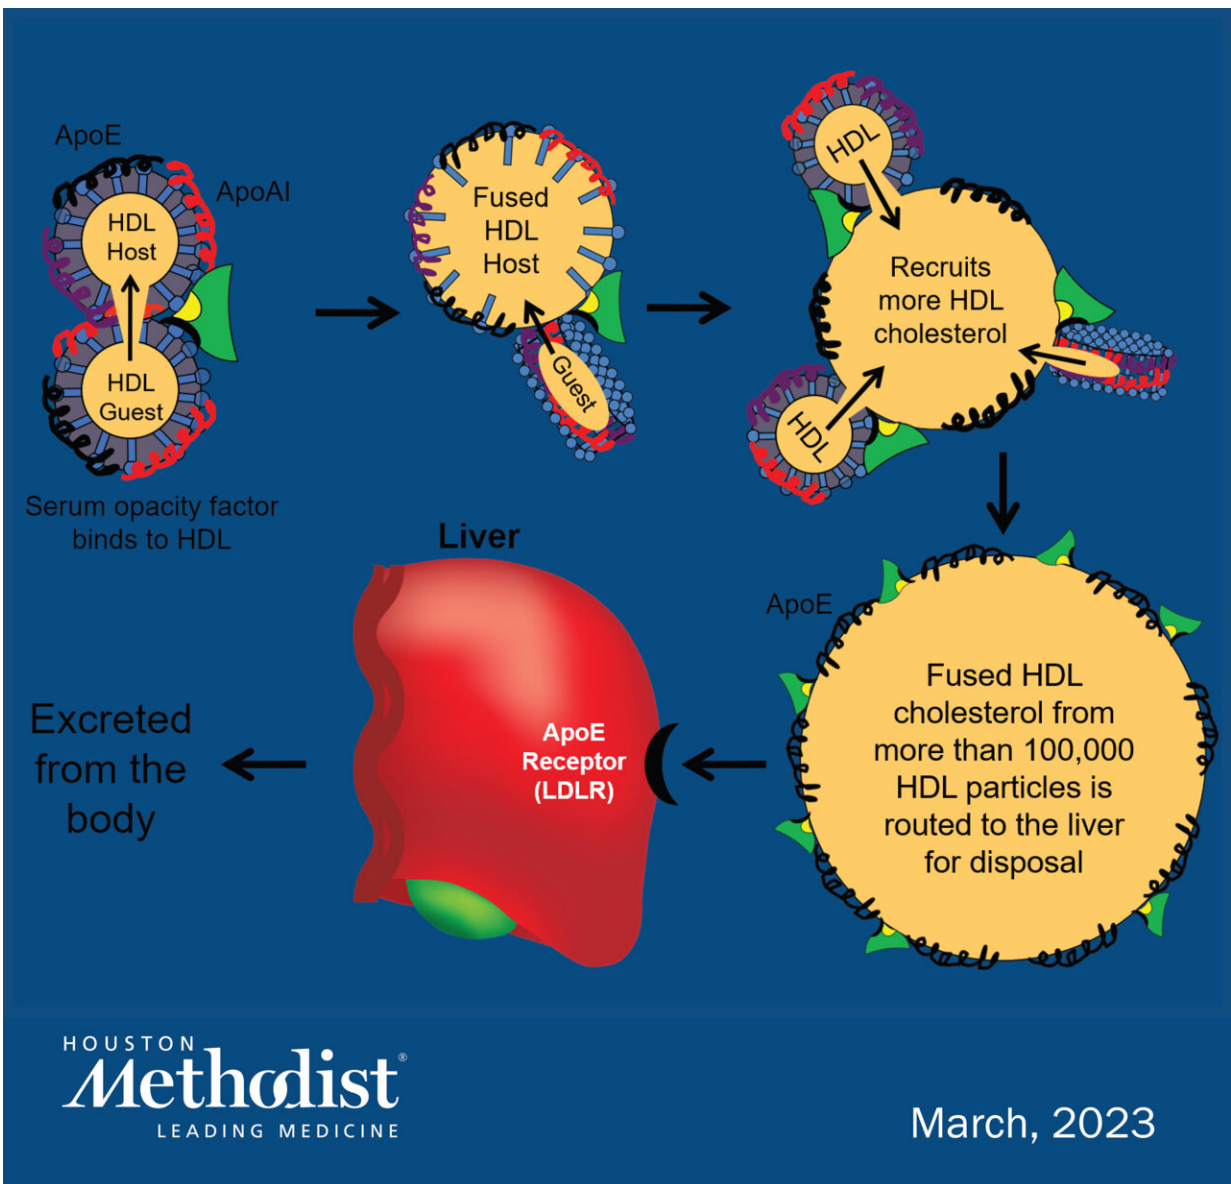 ApoE
ApoAI
HDL
Host
HDL
Guest
Serum opacity factor
binds to HDL
Fused
HDL
Host
Guest
HDL
Recruits
more HDL
cholesterol
HDL
ApoE
Fused HDL
cholesterol from
more than 100,000
HDL particles is
routed to the liver
for disposal
Liver
ApoE
Receptor
(LDLR)
Excreted
from the
body
HOUSTON
Methodist®
LEADING MEDICINE
March, 2023